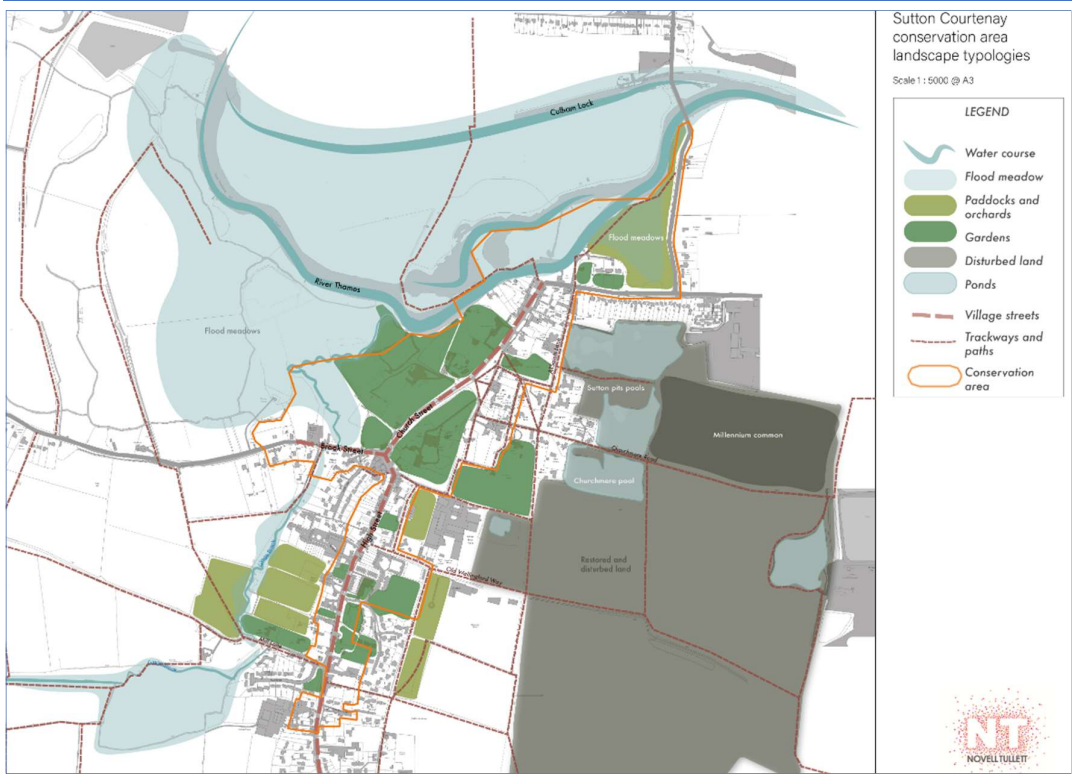 Sutton Courtenay
conservation area
landscape typologies
Scale 1 : 5000 @ A3
LEGEND
Water course
Flood meadow
Paddocks and
orchards
Gardens
Disturbed land
Ponds
Village streets
Trackways and
paths
Conservation
area
Culham Lock
Flood meadows
River Thames
Flood meadows
Sutton pits pools
Church Street
Millennium common
Brook Street
Churchmere Road
Churchmere pool
High Street
Restored and
disturbed land
Old Wallingford Way
NT
NOVELL TULLETT